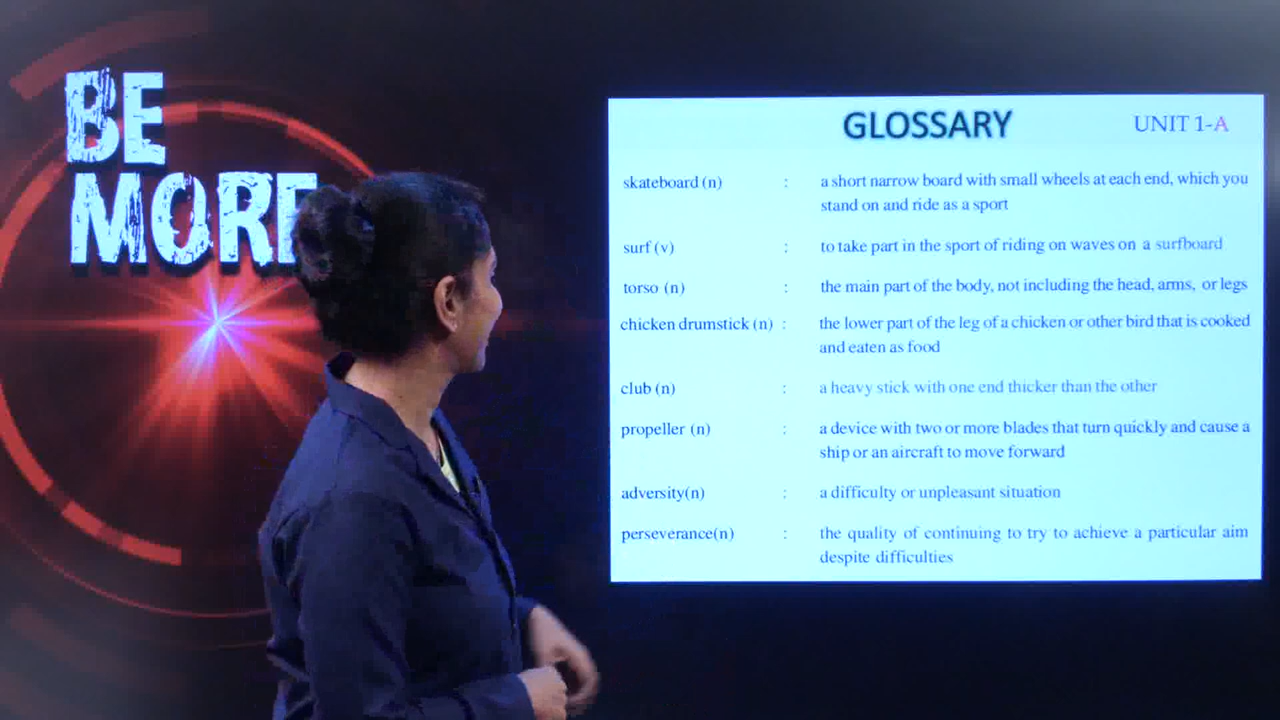 BE
MORE
GLOSSARY UNIT 1-A
skateboard (n) : a short narrow board with small wheels at each end, which you
stand on and ride as a sport
surf (v) : to take part in the sport of riding on waves on a surfboard
torso (n) : the main part of the body, not including the head, arms, or legs
chicken drumstick (n) : the lower part of the leg of a chicken or other bird that is cooked
and eaten as food
club (n) : a heavy stick with one end thicker than the other
propeller (n) : a device with two or more blades that turn quickly and cause a
ship or an aircraft to move forward
adversity(n) : a difficulty or unpleasant situation
perseverance(n) : the quality of continuing to try to achieve a particular aim
despite difficulties